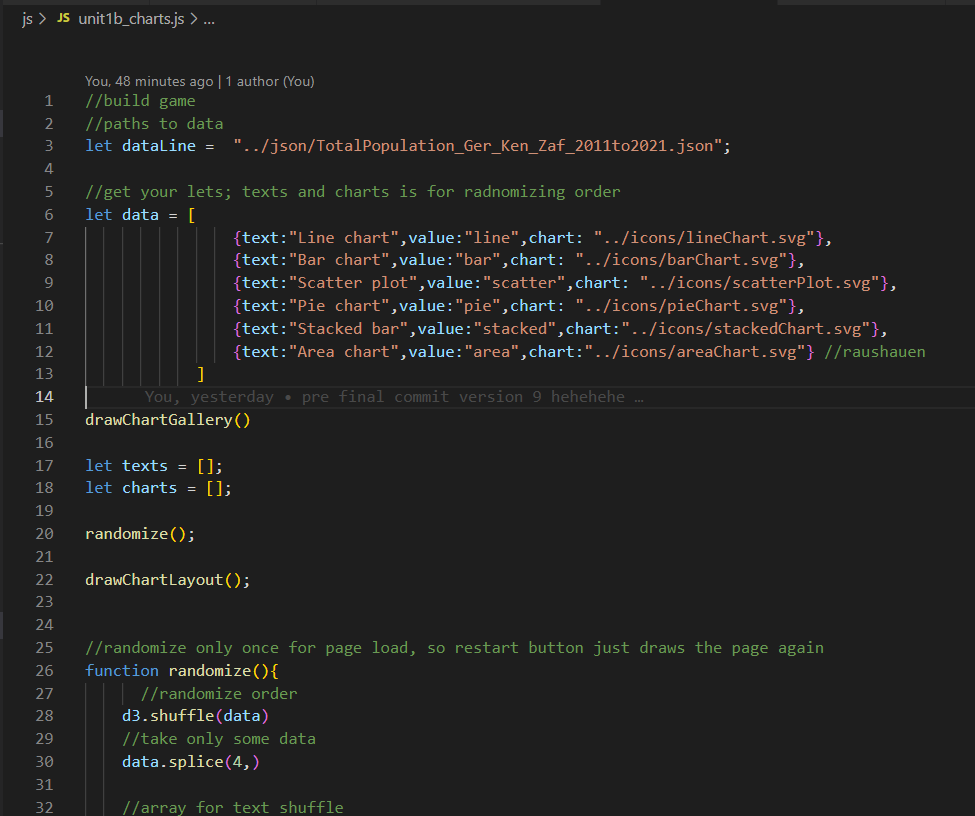 js > JS unit1b_charts.js > ...
You, 48 minutes ago | 1 author (You)
1 //build game
2 //paths to data
3 let dataLine =  "../json/TotalPopulation_Ger_Ken_Zaf_2011to2021.json";
4
5 //get your lets; texts and charts is for radnomizing order
6 let data = [
7 {text:"Line chart",value:"line",chart: "../icons/lineChart.svg"},
8 {text:"Bar chart",value:"bar",chart: "../icons/barChart.svg"},
9 {text:"Scatter plot",value:"scatter",chart: "../icons/scatterPlot.svg"},
10 {text:"Pie chart",value:"pie",chart: "../icons/pieChart.svg"},
11 {text:"Stacked bar",value:"stacked",chart:"../icons/stackedChart.svg"},
12 {text:"Area chart",value:"area",chart:"../icons/areaChart.svg"} //raushauen
13 ]
14 You, yesterday • pre final commit version 9 hehehehe …
15 drawChartGallery()
16
17 let texts = [];
18 let charts = [];
19
20 randomize();
21
22 drawChartLayout();
23
24
25 //randomize only once for page load, so restart button just draws the page again
26 function randomize(){
27 //randomize order
28 d3.shuffle(data)
29 //take only some data
30 data.splice(4,)
31
32 //array for text shuffle